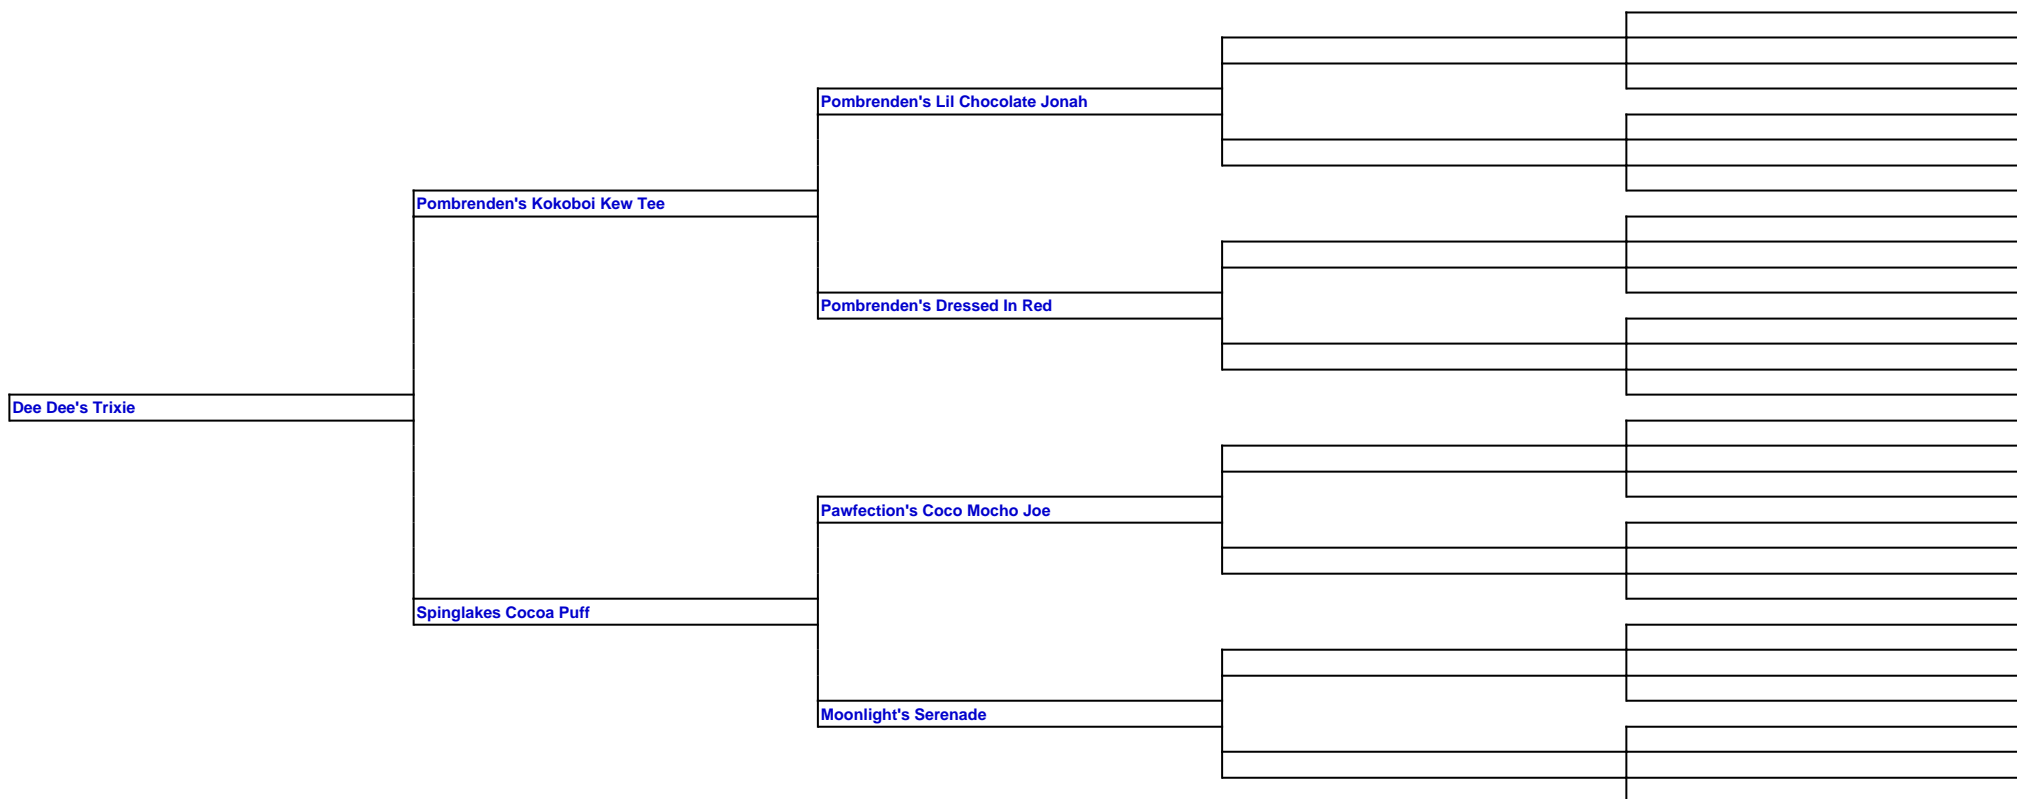 Pombrenden's Lil Chocolate Jonah
Pombrenden's Kokoboi Kew Tee
Pombrenden's Dressed In Red
Dee Dee's Trixie
Pawfection's Coco Mocho Joe
Spinglakes Cocoa Puff
Moonlight's Serenade